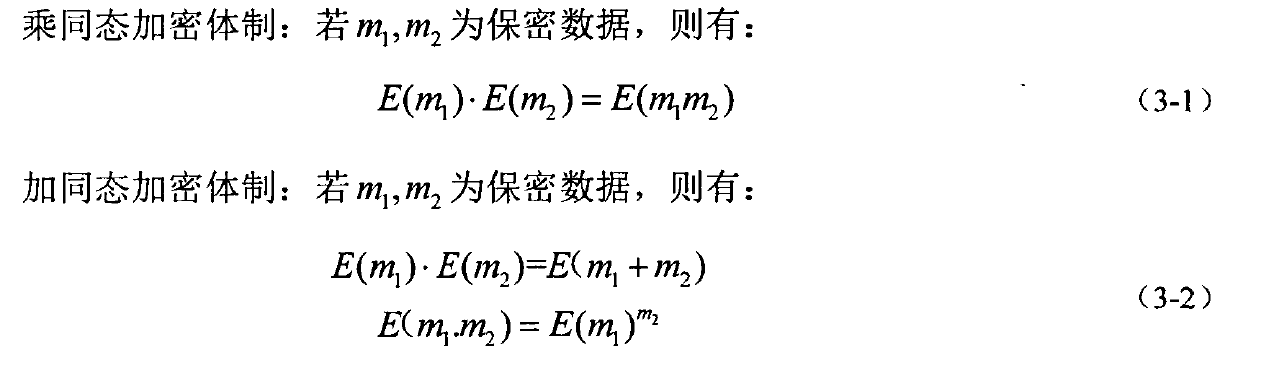 乘同态加密体制：若 m₁,m₂ 为保密数据，则有：
E(m₁)·E(m₂) = E(m₁m₂) （3-1）
加同态加密体制：若 m₁,m₂ 为保密数据，则有：
E(m₁)·E(m₂)=E(m₁+m₂)
（3-2）
E(m₁.m₂) = E(m₁)^m₂